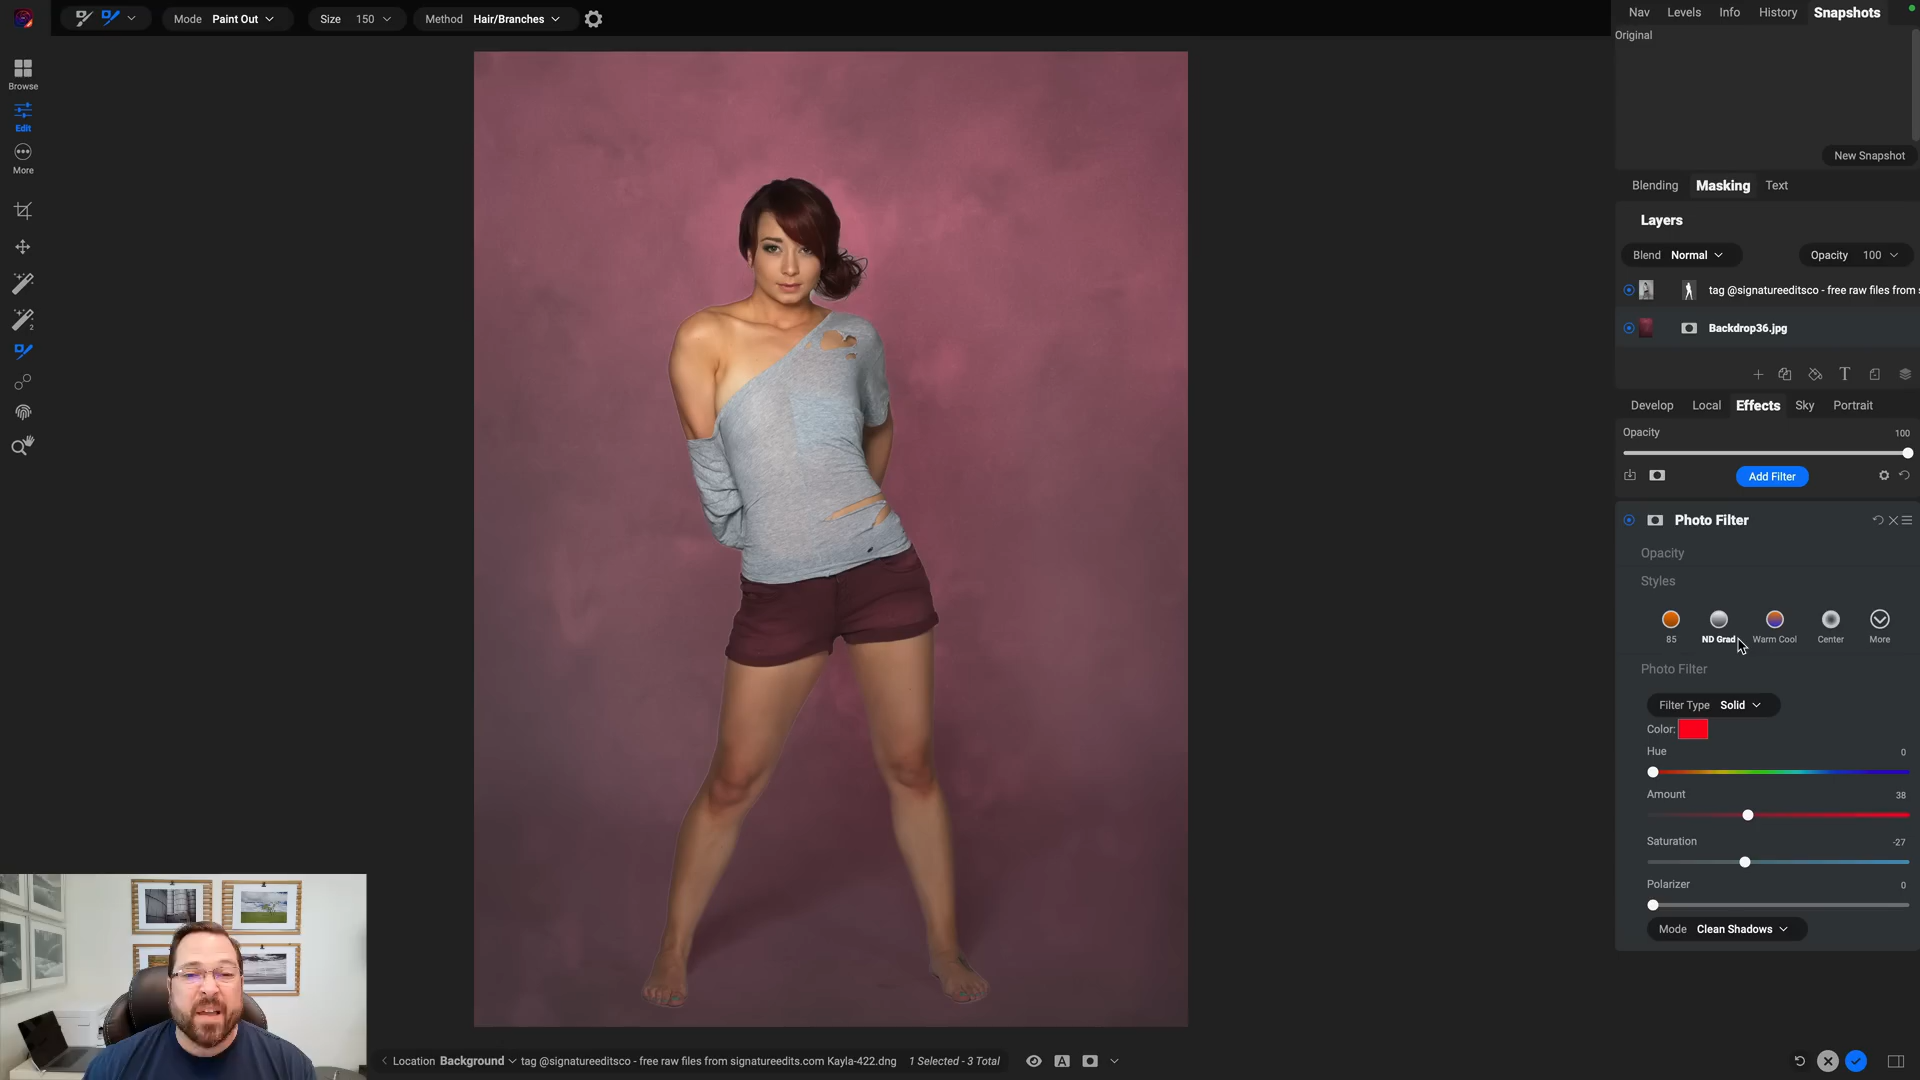 Mode Paint Out
Size 150
Method Hair/Branches
Nav Levels Info History Snapshots
Original
New Snapshot
Browse
Edit
More
2
Blending Masking Text
Layers
Blend Normal
Opacity 100
tag @signatureeditsco - free raw files from s
Backdrop36.jpg
T
Develop Local Effects Sky Portrait
Opacity 100
Add Filter
Photo Filter
Opacity
Styles
85 ND Grad Warm Cool Center More
Photo Filter
Filter Type Solid
Color:
Hue 0
Amount 38
Saturation -27
Polarizer 0
Mode Clean Shadows
Location Background tag @signatureeditsco - free raw files from signatureedits.com Kayla-422.dng 1 Selected - 3 Total A